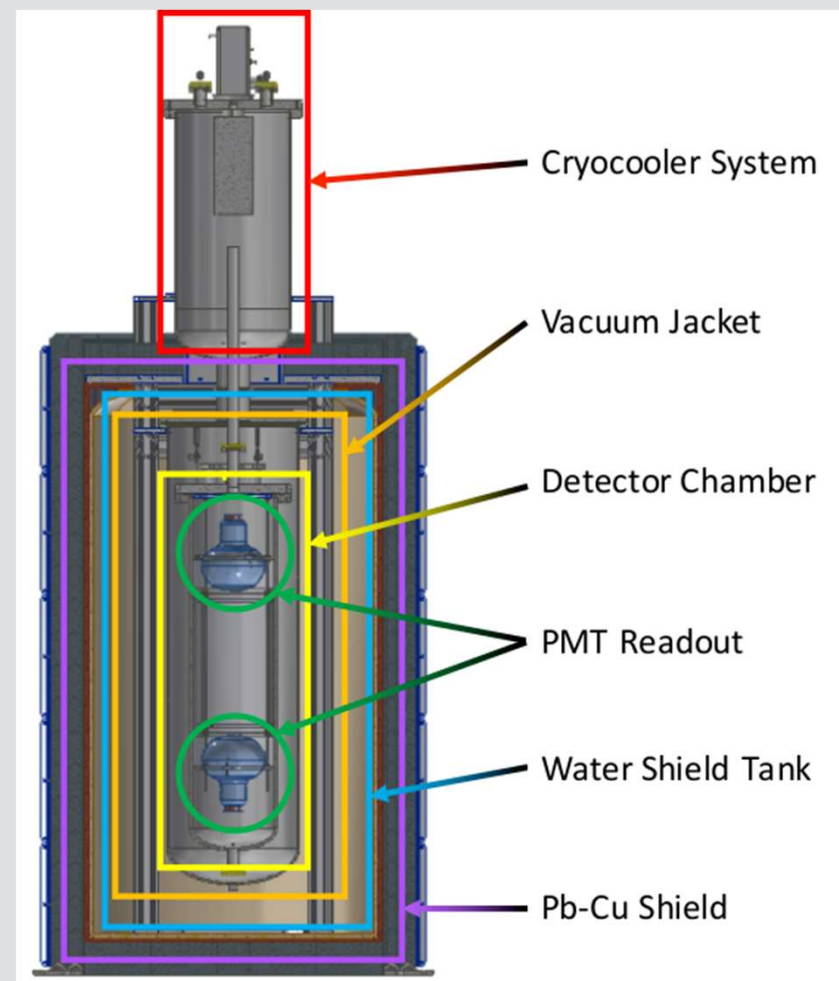 Cryocooler System
Vacuum Jacket
Detector Chamber
PMT Readout
Water Shield Tank
Pb-Cu Shield